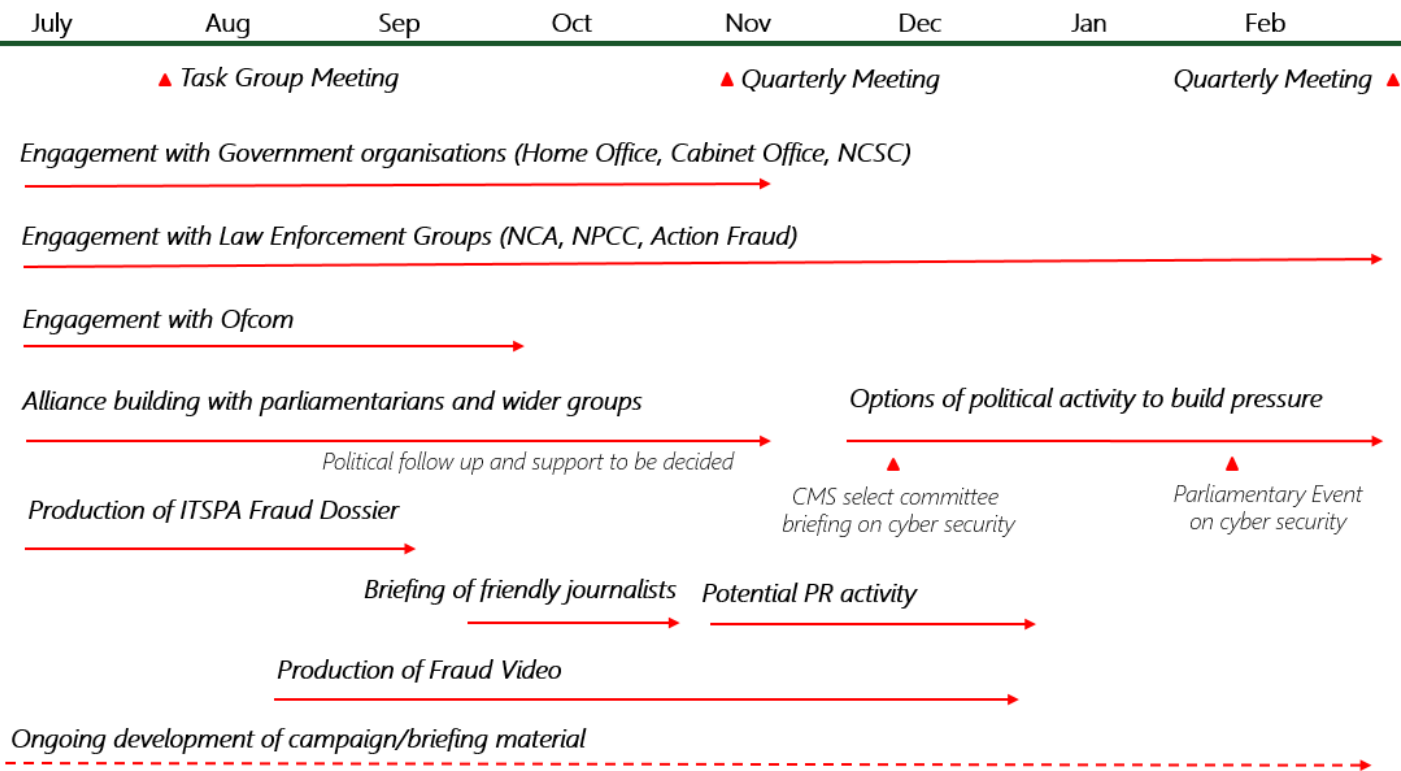 July Aug Sep Oct Nov Dec Jan Feb
Task Group Meeting Quarterly Meeting Quarterly Meeting
Engagement with Government organisations (Home Office, Cabinet Office, NCSC)
Engagement with Law Enforcement Groups (NCA, NPCC, Action Fraud)
Engagement with Ofcom
Alliance building with parliamentarians and wider groups
Options of political activity to build pressure
Political follow up and support to be decided
CMS select committee
briefing on cyber security
Parliamentary Event
on cyber security
Production of ITSPA Fraud Dossier
Briefing of friendly journalists
Potential PR activity
Production of Fraud Video
Ongoing development of campaign/briefing material